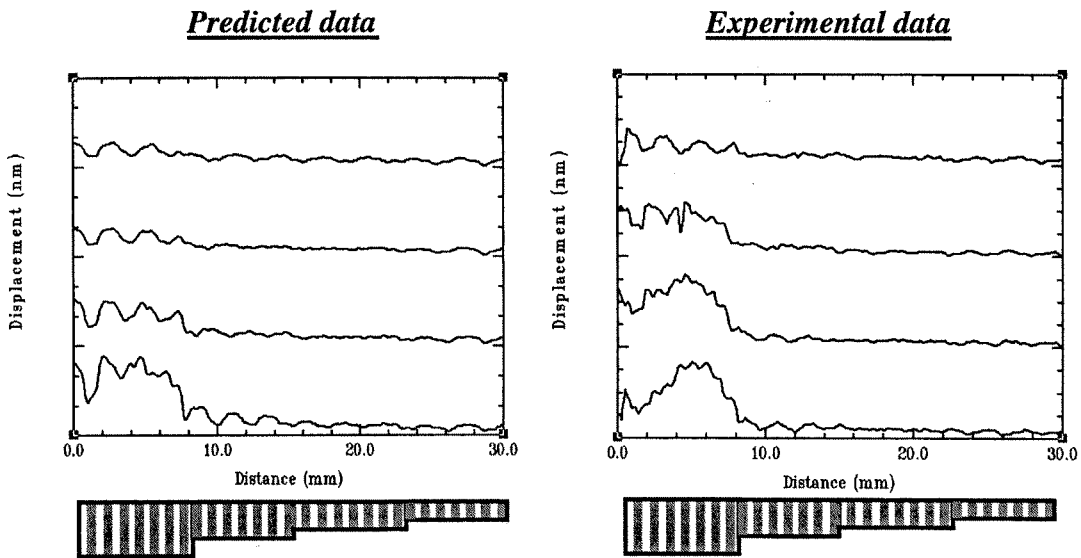 Predicted data
Experimental data
Displacement (nm)
0.0 10.0 20.0 30.0
Distance (mm)
Displacement (nm)
0.0 10.0 20.0 30.0
Distance (mm)